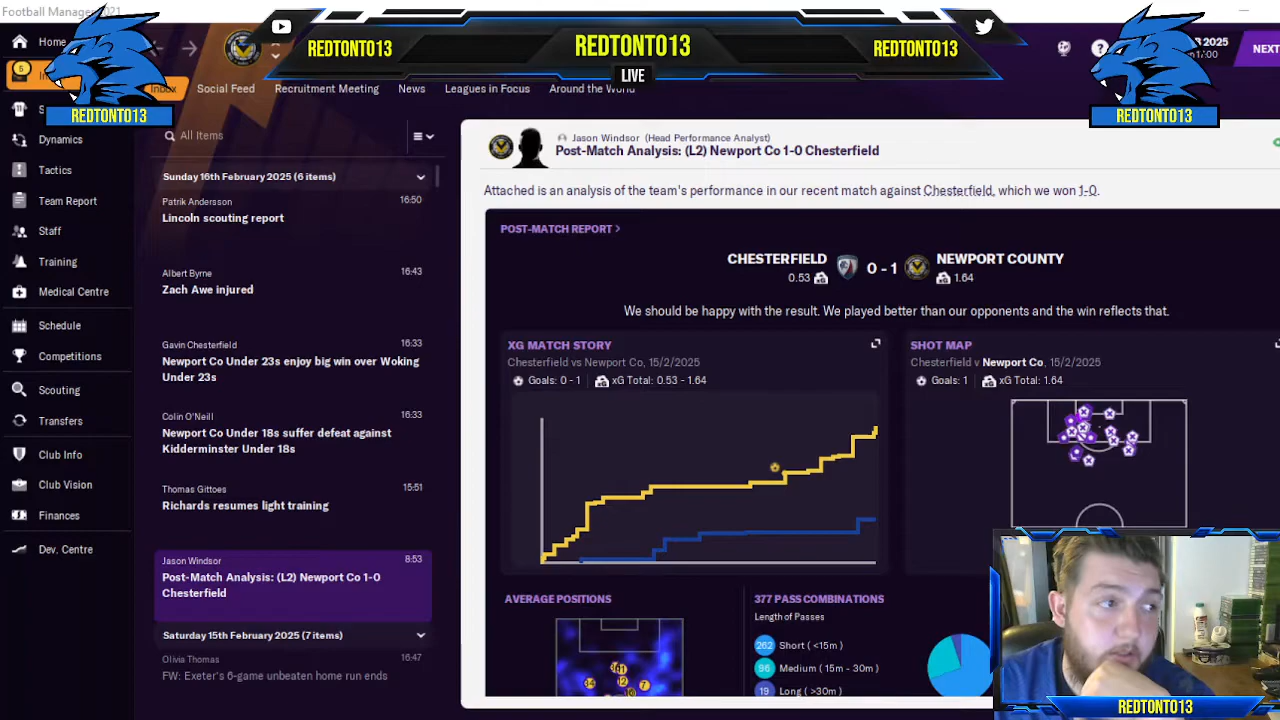 Football Manager 2021
REDTONTO13
REDTONTO13
REDTONTO13
LIVE
REDTONTO13
REDTONTO13
Home
6
Inbox
Social Feed
Recruitment Meeting
News
Leagues in Focus
Around the World
2025
17:00
NEXT
Dynamics
Tactics
Team Report
Staff
Training
Medical Centre
Schedule
Competitions
Scouting
Transfers
Club Info
Club Vision
Finances
Dev. Centre
All Items
Sunday 16th February 2025 (6 items)
Patrik Andersson 16:50
Lincoln scouting report
Albert Byrne 16:43
Zach Awe injured
Gavin Chesterfield 16:33
Newport Co Under 23s enjoy big win over Woking
Under 23s
Colin O'Neill 16:33
Newport Co Under 18s suffer defeat against
Kidderminster Under 18s
Thomas Gittoes 15:51
Richards resumes light training
Jason Windsor 8:53
Post-Match Analysis: (L2) Newport Co 1-0
Chesterfield
Saturday 15th February 2025 (7 items)
Olivia Thomas 16:47
FW: Exeter's 6-game unbeaten home run ends
Jason Windsor (Head Performance Analyst)
Post-Match Analysis: (L2) Newport Co 1-0 Chesterfield
Attached is an analysis of the team's performance in our recent match against Chesterfield, which we won 1-0.
POST-MATCH REPORT >
CHESTERFIELD 0 - 1 NEWPORT COUNTY
0.53 xG xG 1.64
We should be happy with the result. We played better than our opponents and the win reflects that.
XG MATCH STORY
Chesterfield vs Newport Co, 15/2/2025
Goals: 0 - 1 xG Total: 0.53 - 1.64
SHOT MAP
Chesterfield v Newport Co, 15/2/2025
Goals: 1 xG Total: 1.64
AVERAGE POSITIONS
377 PASS COMBINATIONS
Length of Passes
262 Short ( <15m )
96 Medium ( 15m - 30m )
19 Long ( >30m )
REDTONTO13